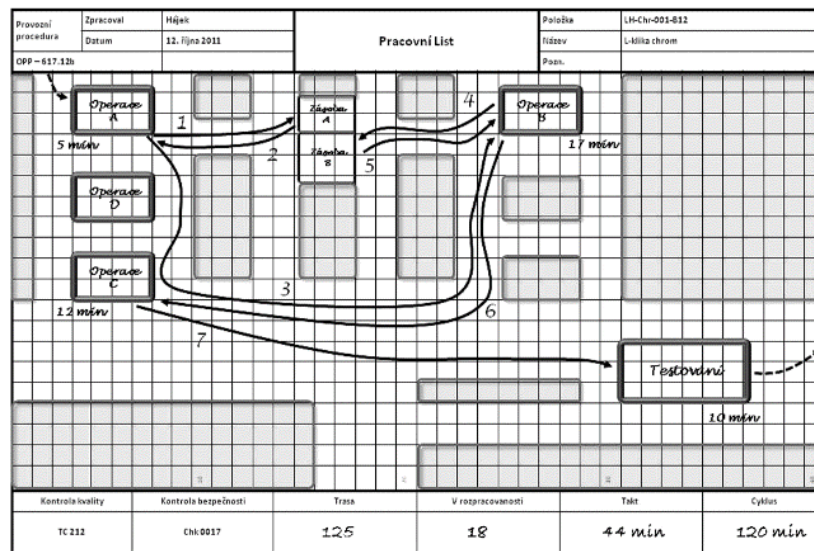 Provozní procedura
Zpracoval
Hájek
Datum
12. října 2011
OPP – 617.12b
Pracovní List
Položka
LH-Chr-001-B12
Název
L-klika chrom
Pozn.
Operace A
5 min
1
2
Zásoba A
Zásoba B
4
5
Operace B
17 min
Operace D
Operace C
12 min
3
6
7
Testování
10 min
Kontrola kvality
Kontrola bezpečnosti
Trasa
V rozpracovanosti
Takt
Cyklus
TC 212
Chk 0017
125
18
44 min
120 min